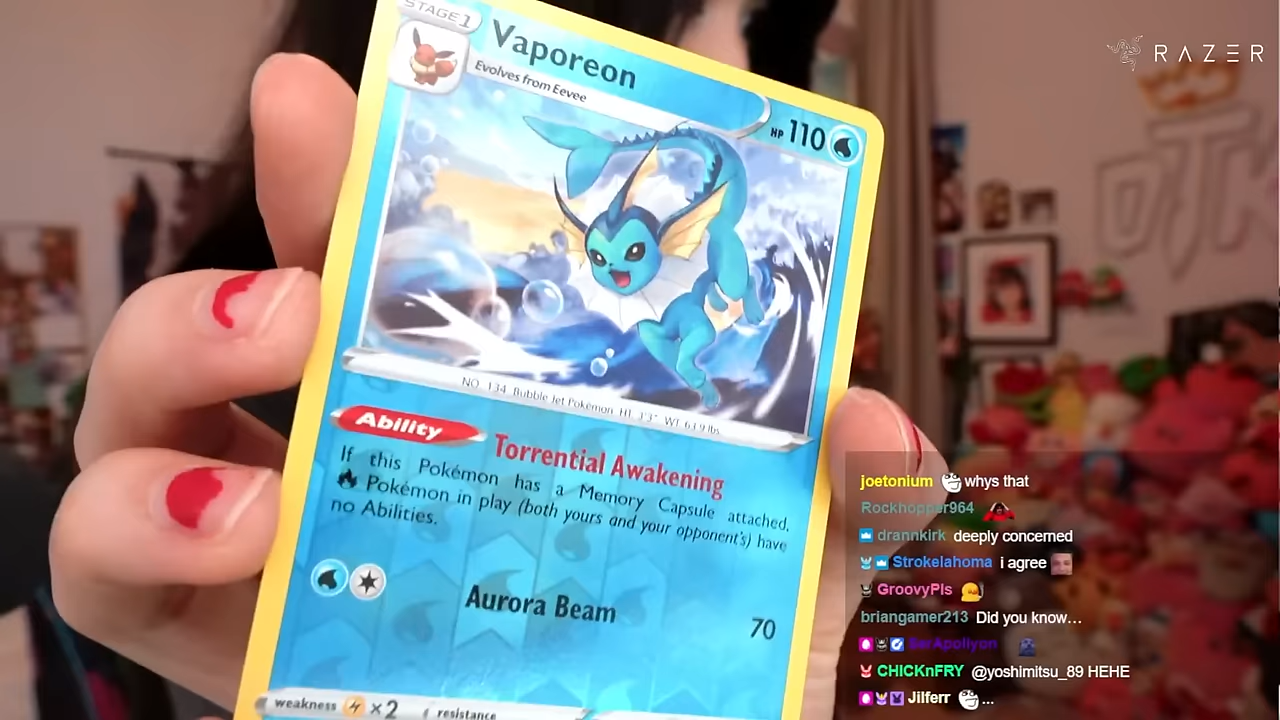 STAGE 1
Vaporeon
Evolves from Eevee
HP 110
NO. 134 Bubble Jet Pokémon HT. 3'3" WT. 63.9 lbs.
Ability
Torrential Awakening
If this Pokémon has a Memory Capsule attached,
Pokémon in play (both yours and your opponent's) have
no Abilities.
Aurora Beam
70
weakness ×2 resistance
RAZER
OTK
joetonium whys that
Rockhopper964
drannkirk deeply concerned
Strokelahoma i agree
GroovyPls
briangamer213 Did you know...
SarApollyon
CHICKnFRY @yoshimitsu_89 HEHE
Jilferr ...